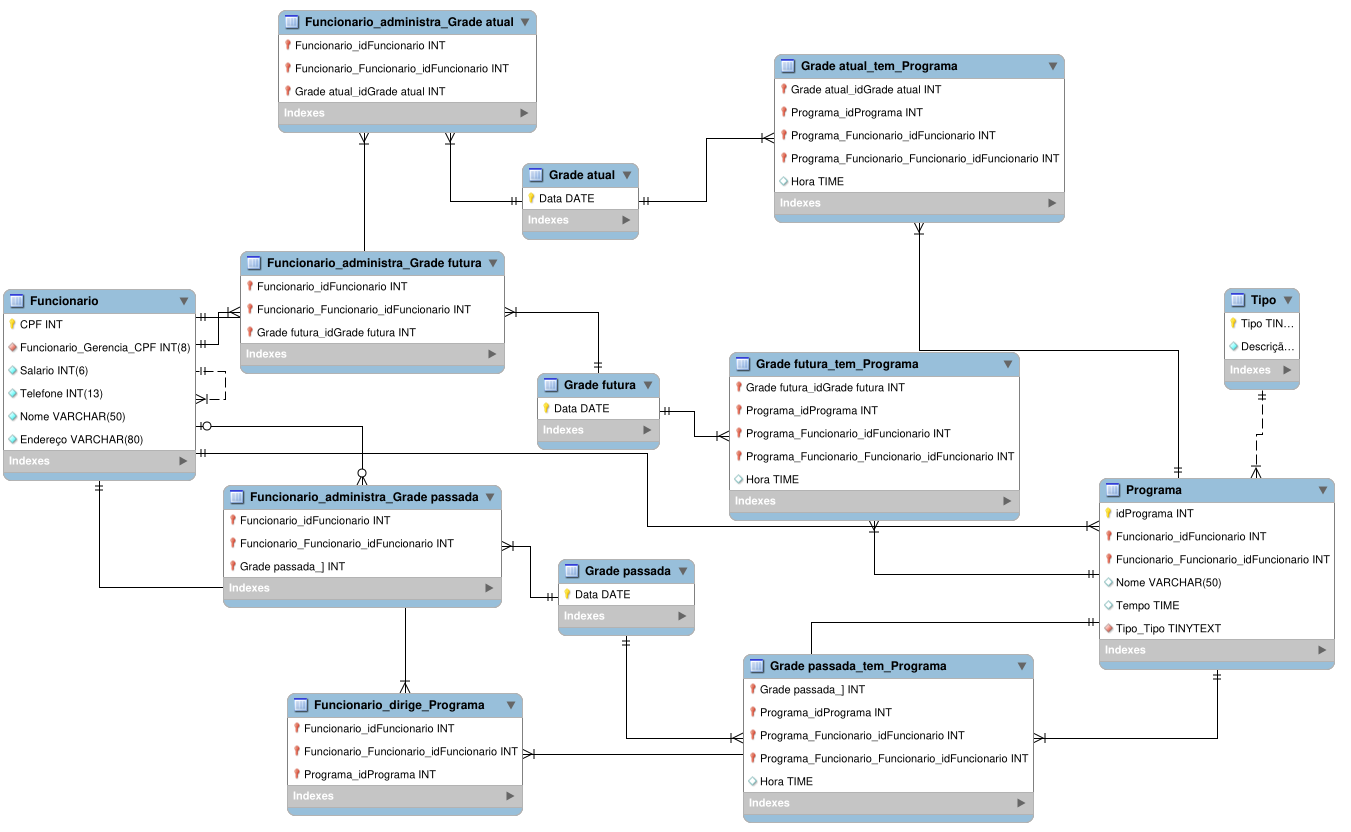 Funcionario_administra_Grade atual
Funcionario_idFuncionario INT
Funcionario_Funcionario_idFuncionario INT
Grade atual_idGrade atual INT
Indexes
Grade atual_tem_Programa
Grade atual_idGrade atual INT
Programa_idPrograma INT
Programa_Funcionario_idFuncionario INT
Programa_Funcionario_Funcionario_idFuncionario INT
Hora TIME
Indexes
Grade atual
Data DATE
Indexes
Funcionario_administra_Grade futura
Funcionario_idFuncionario INT
Funcionario_Funcionario_idFuncionario INT
Grade futura_idGrade futura INT
Indexes
Funcionario
CPF INT
Funcionario_Gerencia_CPF INT(8)
Salario INT(6)
Telefone INT(13)
Nome VARCHAR(50)
Endereço VARCHAR(80)
Indexes
Tipo
Tipo TIN...
Descriçã...
Indexes
Grade futura
Data DATE
Indexes
Grade futura_tem_Programa
Grade futura_idGrade futura INT
Programa_idPrograma INT
Programa_Funcionario_idFuncionario INT
Programa_Funcionario_Funcionario_idFuncionario INT
Hora TIME
Indexes
Funcionario_administra_Grade passada
Funcionario_idFuncionario INT
Funcionario_Funcionario_idFuncionario INT
Grade passada_] INT
Indexes
Programa
idPrograma INT
Funcionario_idFuncionario INT
Funcionario_Funcionario_idFuncionario INT
Nome VARCHAR(50)
Tempo TIME
Tipo_Tipo TINYTEXT
Indexes
Grade passada
Data DATE
Indexes
Grade passada_tem_Programa
Grade passada_] INT
Programa_idPrograma INT
Programa_Funcionario_idFuncionario INT
Programa_Funcionario_Funcionario_idFuncionario INT
Hora TIME
Indexes
Funcionario_dirige_Programa
Funcionario_idFuncionario INT
Funcionario_Funcionario_idFuncionario INT
Programa_idPrograma INT
Indexes